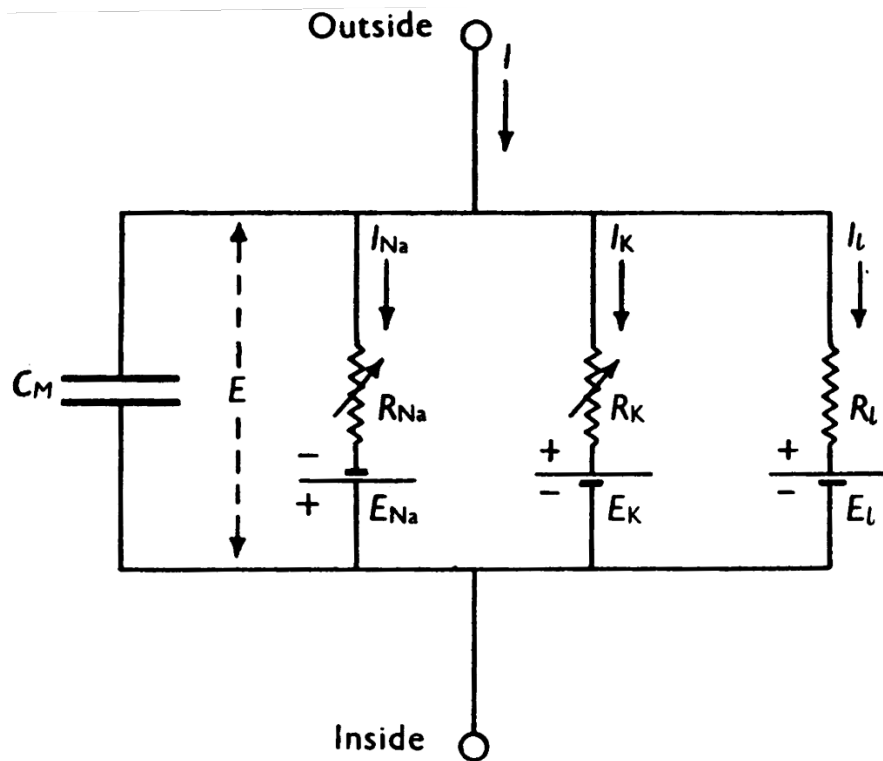 Outside
I
I_Na
I_K
I_l
C_M
E
R_Na
R_K
R_l
−
+
+
+
−
−
E_Na
E_K
E_l
Inside